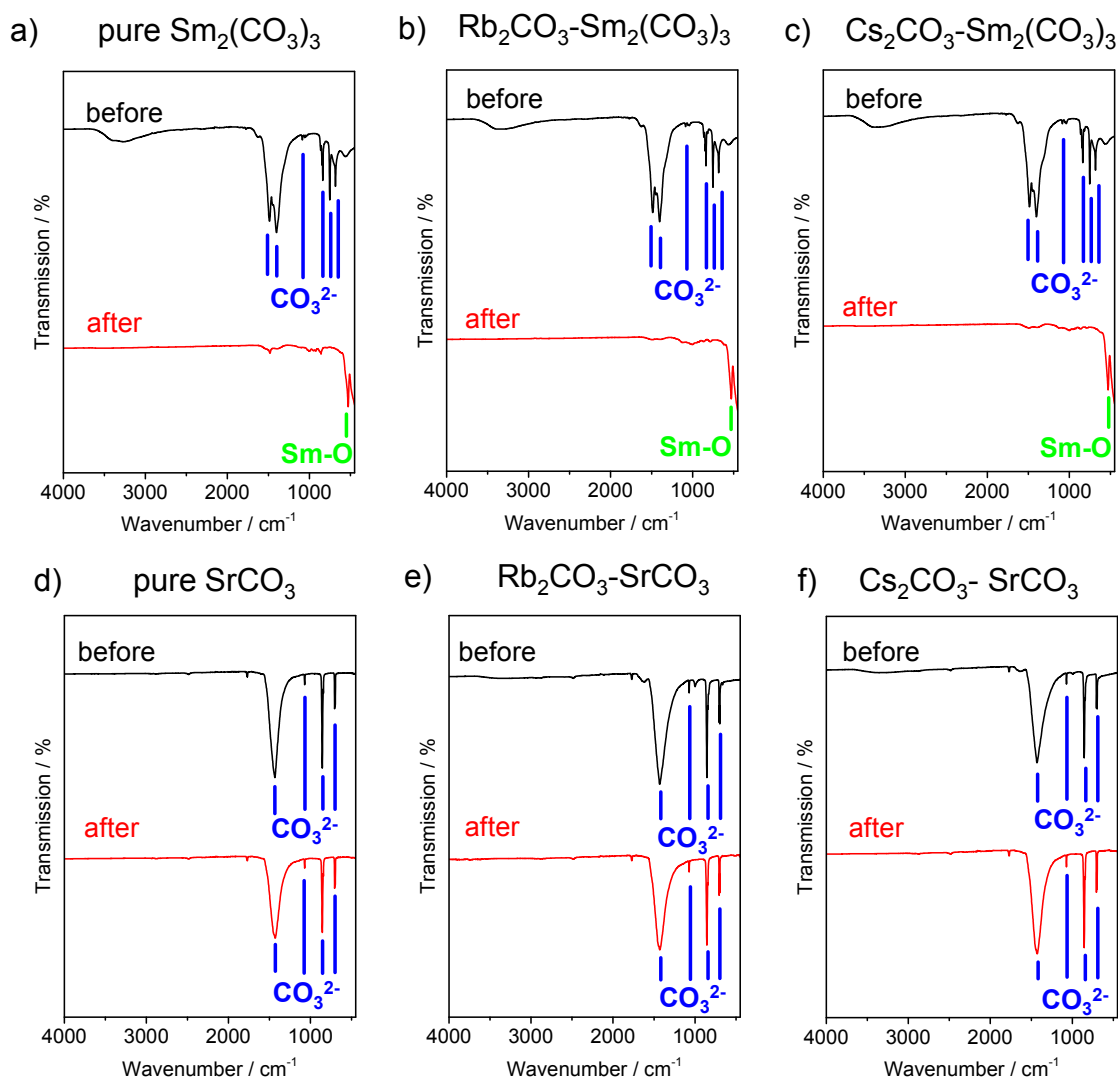 a) pure Sm₂(CO₃)₃
before
CO₃²⁻
after
Sm-O
Transmission / %
4000 3000 2000 1000
Wavenumber / cm⁻¹
b) Rb₂CO₃-Sm₂(CO₃)₃
before
CO₃²⁻
after
Sm-O
Transmission / %
4000 3000 2000 1000
Wavenumber / cm⁻¹
c) Cs₂CO₃-Sm₂(CO₃)₃
before
CO₃²⁻
after
Sm-O
Transmission / %
4000 3000 2000 1000
Wavenumber / cm⁻¹
d) pure SrCO₃
before
CO₃²⁻
after
CO₃²⁻
Transmission / %
4000 3000 2000 1000
Wavenumber / cm⁻¹
e) Rb₂CO₃-SrCO₃
before
CO₃²⁻
after
CO₃²⁻
Transmission / %
4000 3000 2000 1000
Wavenumber / cm⁻¹
f) Cs₂CO₃- SrCO₃
before
CO₃²⁻
after
CO₃²⁻
Transmission / %
4000 3000 2000 1000
Wavenumber / cm⁻¹